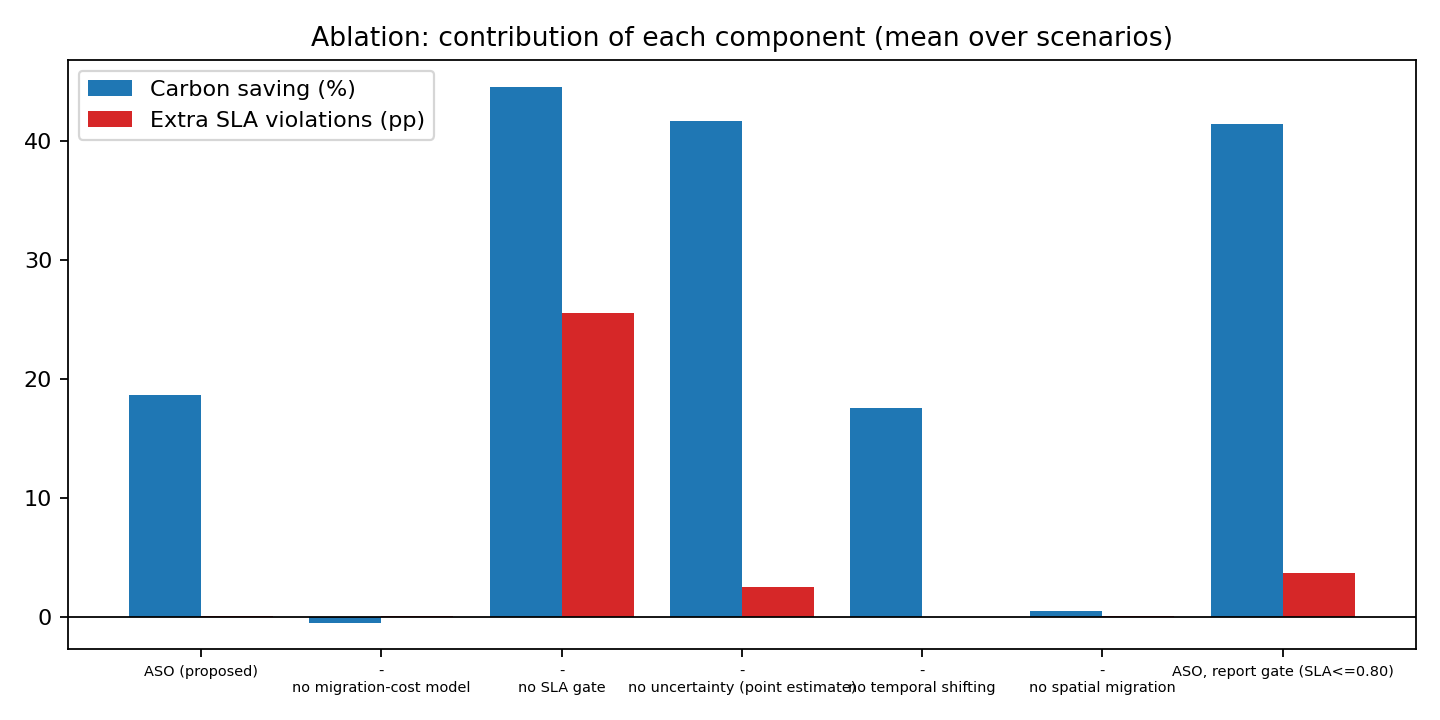 Ablation: contribution of each component (mean over scenarios)
Carbon saving (%)
Extra SLA violations (pp)
40
30
20
10
0
ASO (proposed)
-
no migration-cost model
-
no SLA gate
-
no uncertainty (point estimate)
-
no temporal shifting
-
no spatial migration
ASO, report gate (SLA<=0.80)